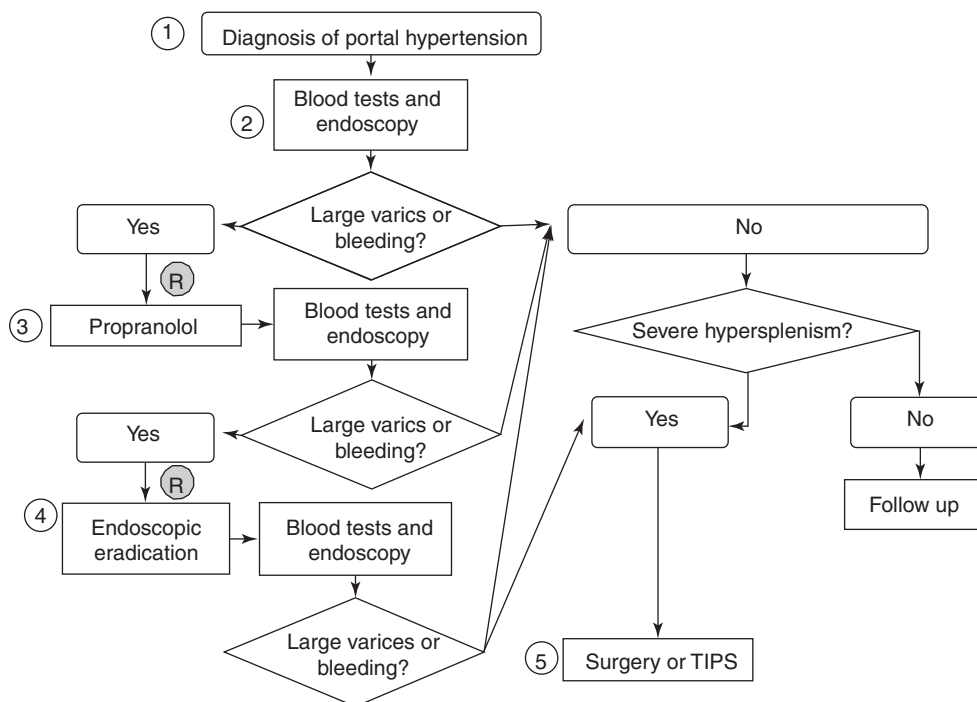 1
Diagnosis of portal hypertension
2
Blood tests and
endoscopy
Large varics or
bleeding?
Yes
No
R
3
Propranolol
Blood tests and
endoscopy
Severe hypersplenism?
Large varics or
bleeding?
Yes
Yes
No
R
4
Endoscopic
eradication
Blood tests and
endoscopy
Follow up
Large varices or
bleeding?
5
Surgery or TIPS